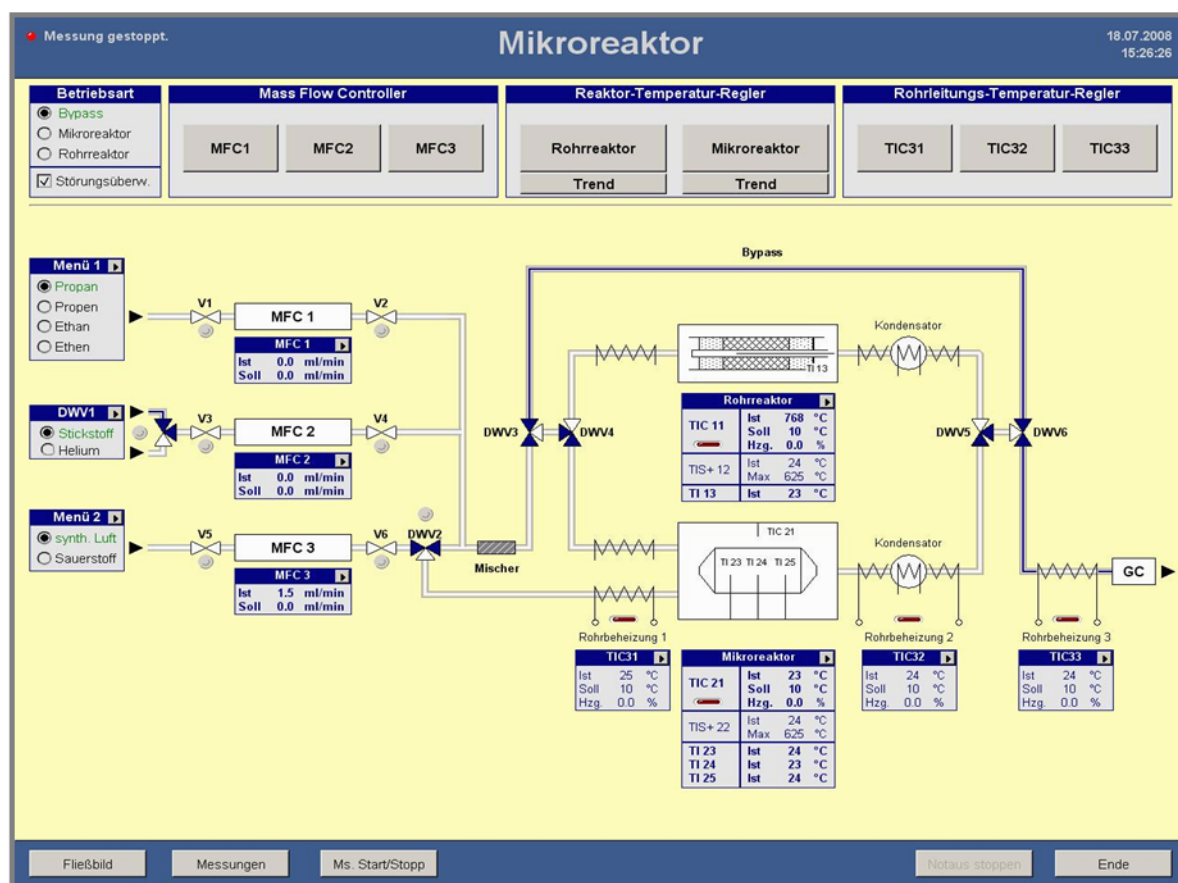 Messung gestoppt.
Mikroreaktor
18.07.2008
15:26:26
Betriebsart
Bypass
Mikroreaktor
Rohrreaktor
Störungsüberw.
Mass Flow Controller
MFC1 MFC2 MFC3
Reaktor-Temperatur-Regler
Rohrreaktor Mikroreaktor
Trend Trend
Rohrleitungs-Temperatur-Regler
TIC31 TIC32 TIC33
Bypass
Menü 1
Propan
Propen
Ethan
Ethen
V1
MFC 1
V2
MFC 1
Ist 0.0 ml/min
Soll 0.0 ml/min
DWV1
Stickstoff
Helium
V3
MFC 2
V4
MFC 2
Ist 0.0 ml/min
Soll 0.0 ml/min
Menü 2
synth. Luft
Sauerstoff
V5
MFC 3
V6
DWV2
MFC 3
Ist 1.5 ml/min
Soll 0.0 ml/min
Mischer
DWV3
DWV4
TI 13
Kondensator
Rohrreaktor
TIC 11
Ist 768 °C
Soll 10 °C
Hzg. 0.0 %
TIS+ 12
Ist 24 °C
Max 625 °C
TI 13 Ist 23 °C
DWV5
DWV6
TIC 21
TI 23 TI 24 TI 25
Kondensator
GC
Rohrbeheizung 1
TIC31
Ist 25 °C
Soll 10 °C
Hzg. 0.0 %
Mikroreaktor
TIC 21
Ist 23 °C
Soll 10 °C
Hzg. 0.0 %
TIS+ 22
Ist 24 °C
Max 625 °C
TI 23 Ist 24 °C
TI 24 Ist 23 °C
TI 25 Ist 24 °C
Rohrbeheizung 2
TIC32
Ist 24 °C
Soll 10 °C
Hzg. 0.0 %
Rohrbeheizung 3
TIC33
Ist 24 °C
Soll 10 °C
Hzg. 0.0 %
Fließbild
Messungen
Ms. Start/Stopp
Notaus stoppen
Ende